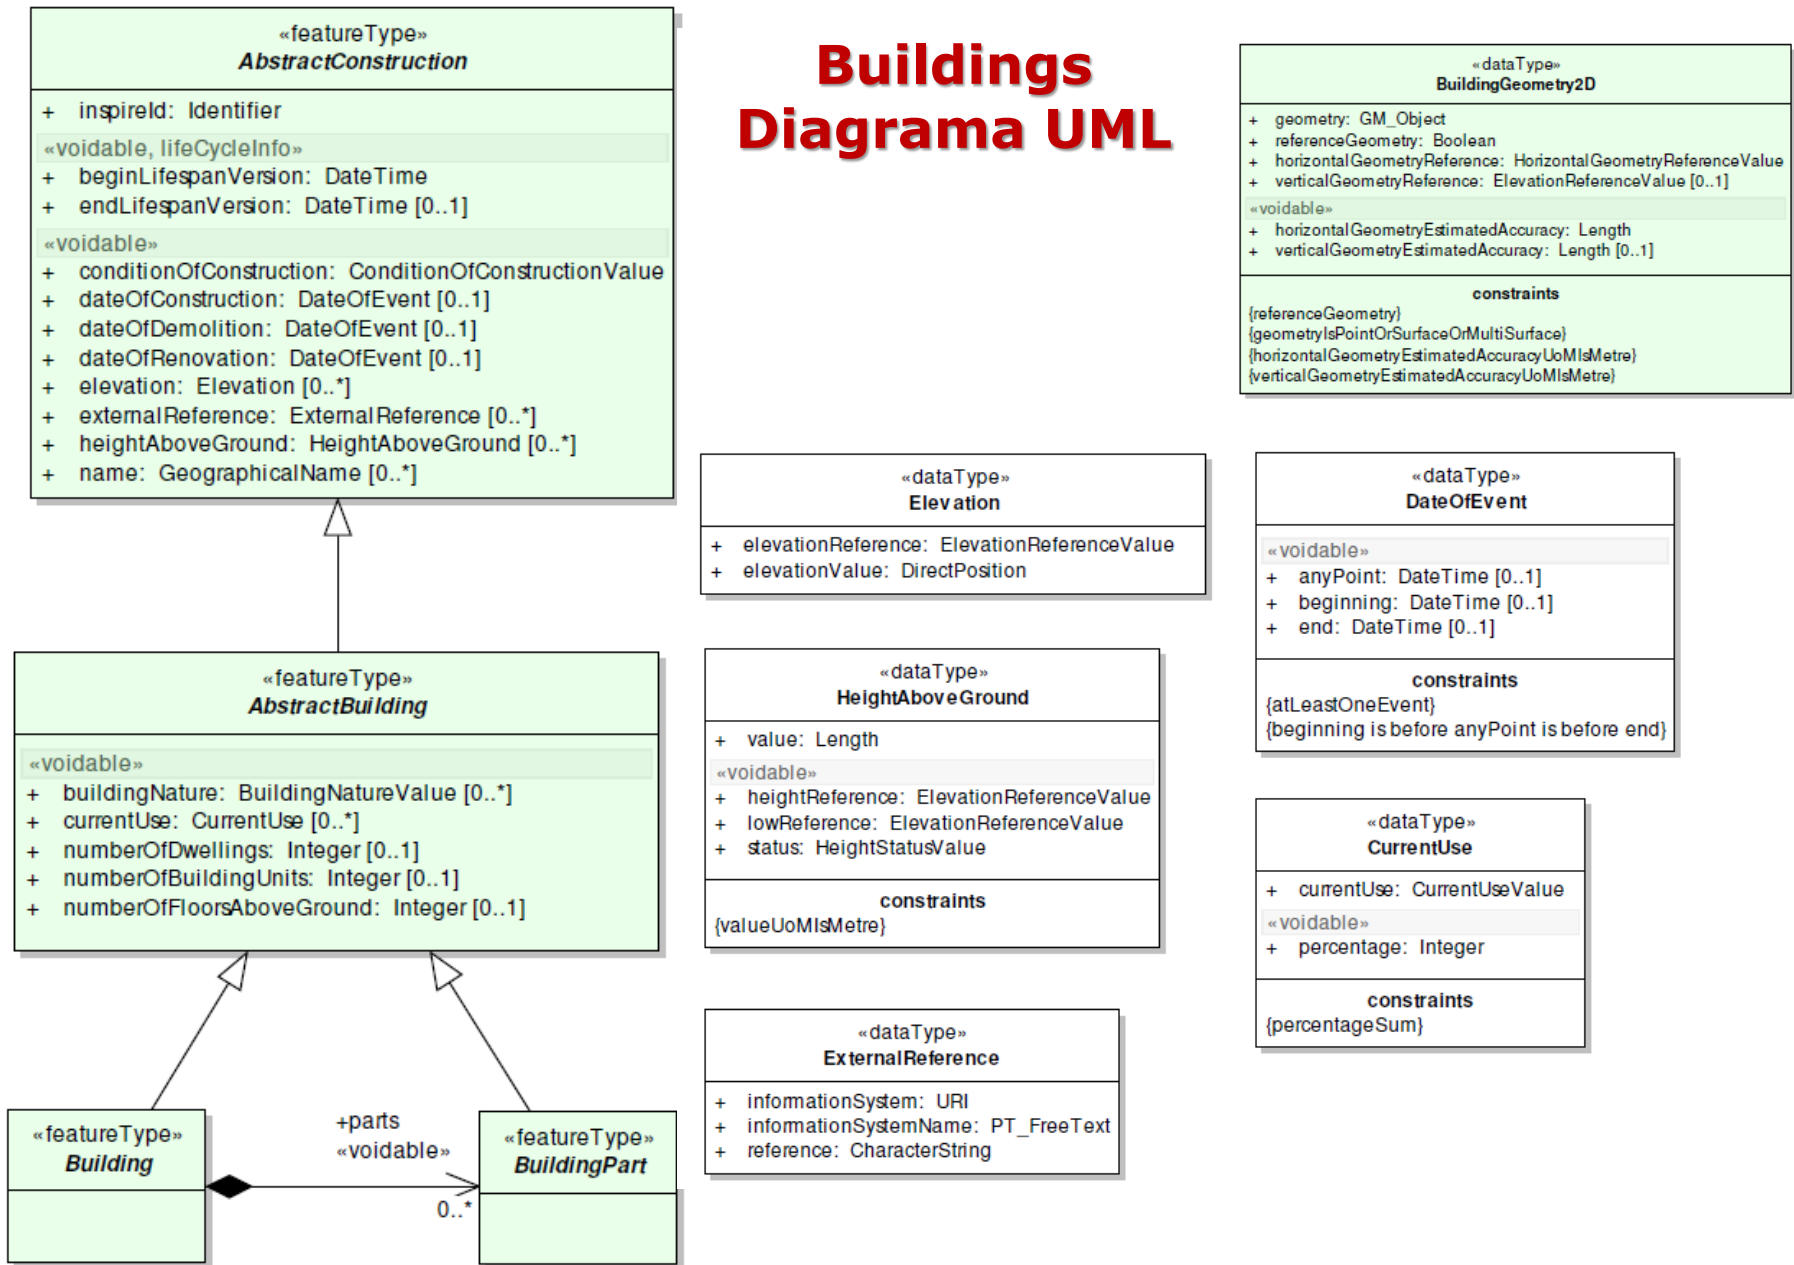 «featureType»
AbstractConstruction
+ inspireId: Identifier
«voidable, lifeCycleInfo»
+ beginLifespanVersion: DateTime
+ endLifespanVersion: DateTime [0..1]
«voidable»
+ conditionOfConstruction: ConditionOfConstructionValue
+ dateOfConstruction: DateOfEvent [0..1]
+ dateOfDemolition: DateOfEvent [0..1]
+ dateOfRenovation: DateOfEvent [0..1]
+ elevation: Elevation [0..*]
+ externalReference: ExternalReference [0..*]
+ heightAboveGround: HeightAboveGround [0..*]
+ name: GeographicalName [0..*]
Buildings
Diagrama UML
«dataType»
BuildingGeometry2D
+ geometry: GM_Object
+ referenceGeometry: Boolean
+ horizontalGeometryReference: HorizontalGeometryReferenceValue
+ verticalGeometryReference: ElevationReferenceValue [0..1]
«voidable»
+ horizontalGeometryEstimatedAccuracy: Length
+ verticalGeometryEstimatedAccuracy: Length [0..1]
constraints
{referenceGeometry}
{geometryIsPointOrSurfaceOrMultiSurface}
{horizontalGeometryEstimatedAccuracyUoMIsMetre}
{verticalGeometryEstimatedAccuracyUoMIsMetre}
«dataType»
Elevation
+ elevationReference: ElevationReferenceValue
+ elevationValue: DirectPosition
«dataType»
DateOfEvent
«voidable»
+ anyPoint: DateTime [0..1]
+ beginning: DateTime [0..1]
+ end: DateTime [0..1]
constraints
{atLeastOneEvent}
{beginning is before anyPoint is before end}
«featureType»
AbstractBuilding
«voidable»
+ buildingNature: BuildingNatureValue [0..*]
+ currentUse: CurrentUse [0..*]
+ numberOfDwellings: Integer [0..1]
+ numberOfBuildingUnits: Integer [0..1]
+ numberOfFloorsAboveGround: Integer [0..1]
«dataType»
HeightAboveGround
+ value: Length
«voidable»
+ heightReference: ElevationReferenceValue
+ lowReference: ElevationReferenceValue
+ status: HeightStatusValue
constraints
{valueUoMIsMetre}
«dataType»
CurrentUse
+ currentUse: CurrentUseValue
«voidable»
+ percentage: Integer
constraints
{percentageSum}
«dataType»
ExternalReference
+ informationSystem: URI
+ informationSystemName: PT_FreeText
+ reference: CharacterString
«featureType»
Building
+parts
«voidable»
0..*
«featureType»
BuildingPart